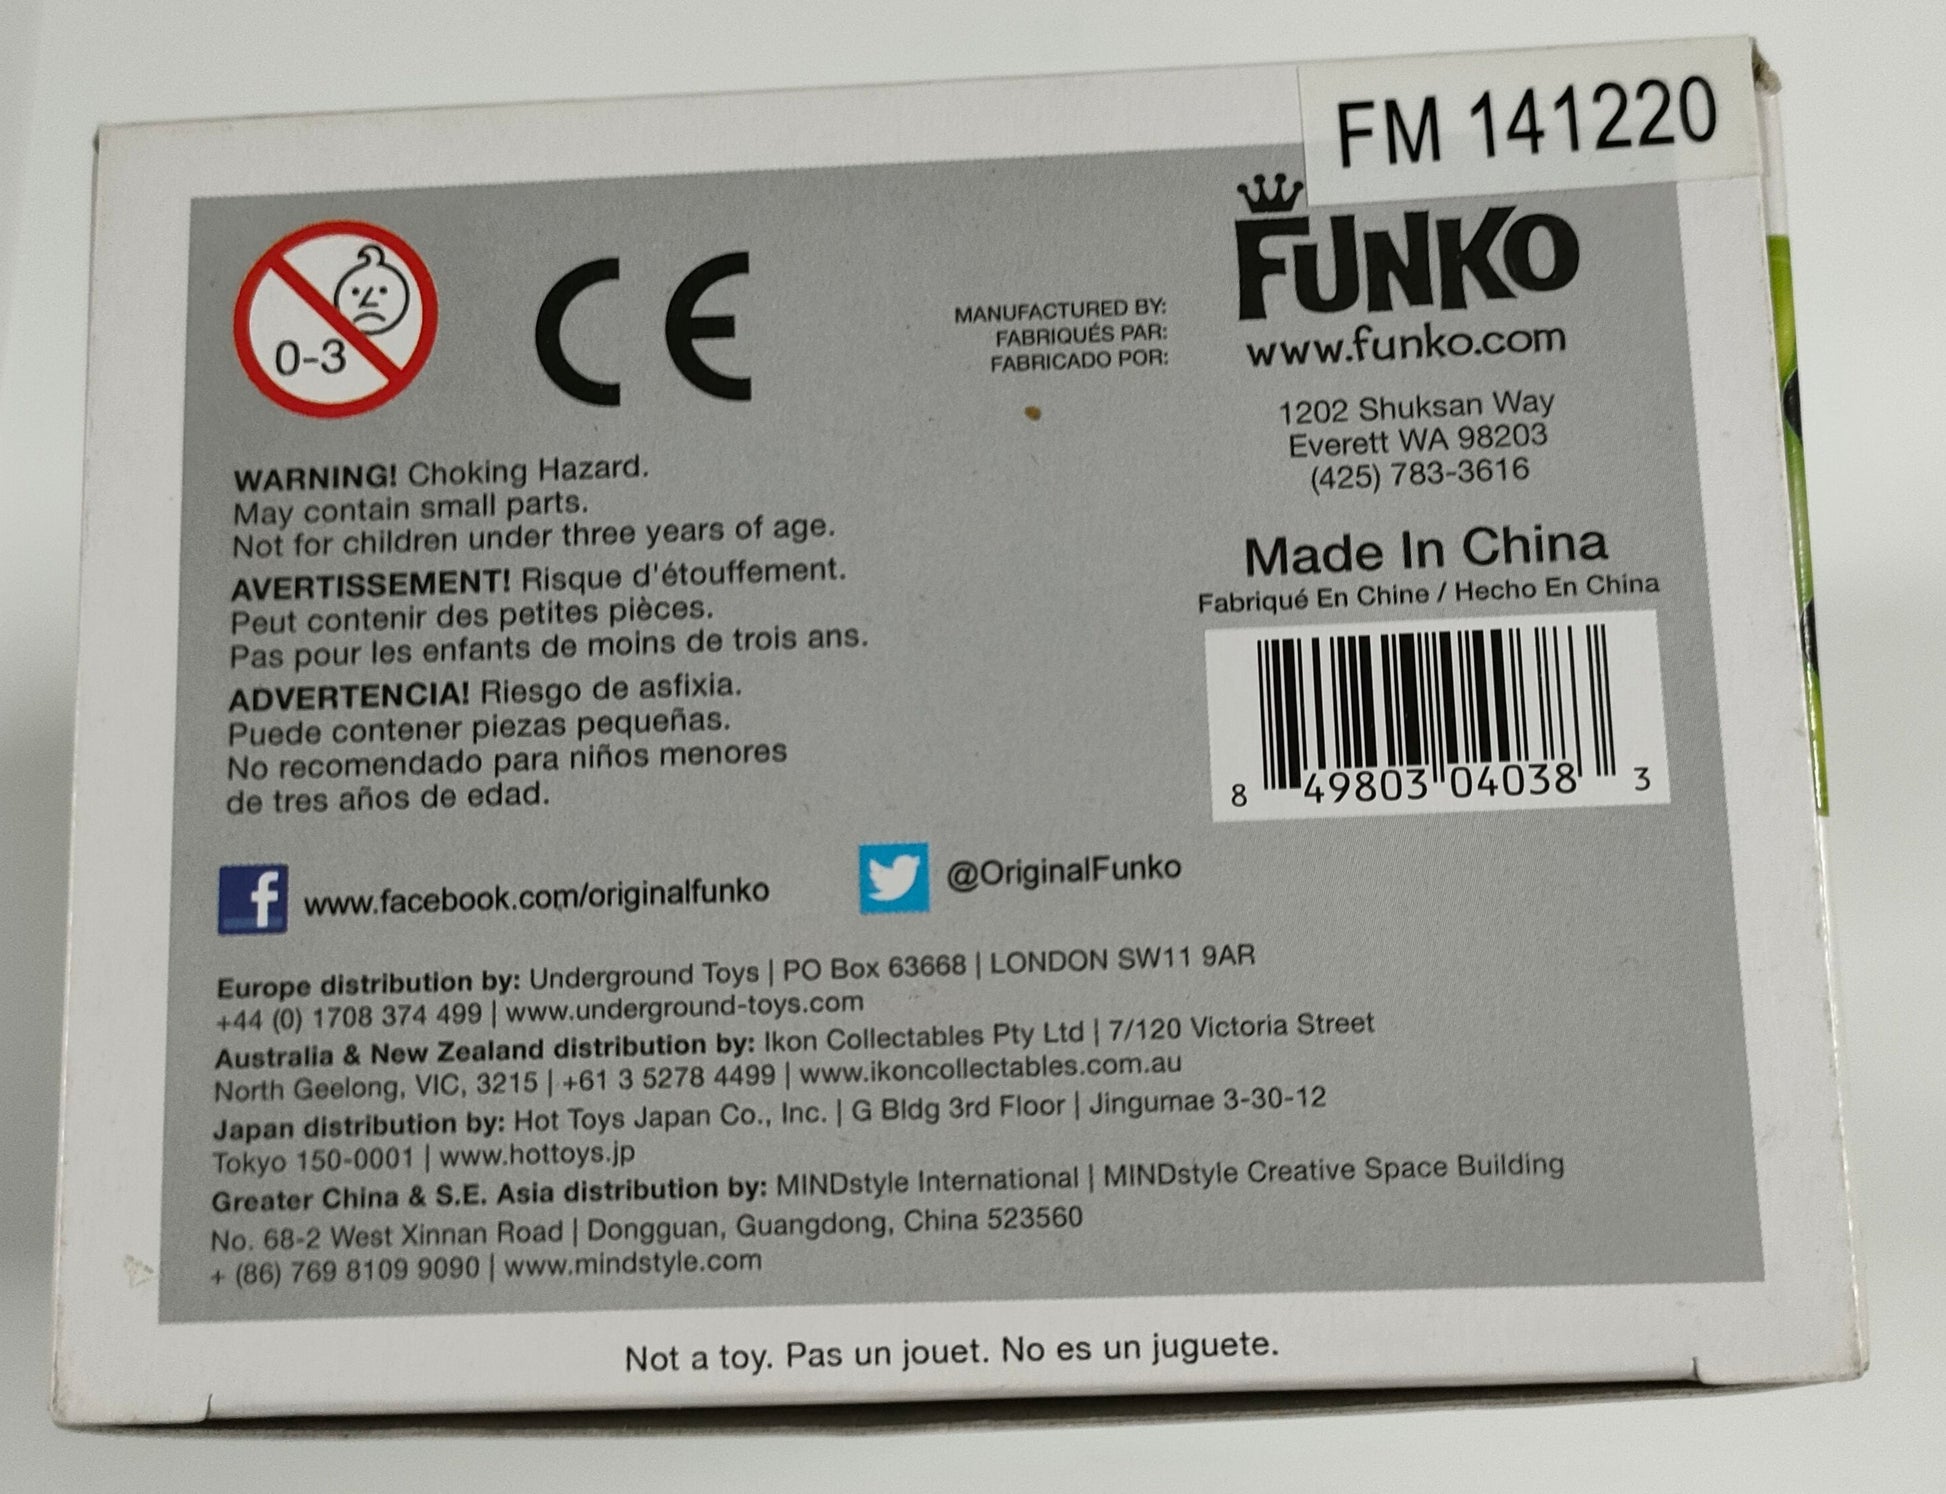 FM 141220
FUNKO
www.funko.com
MANUFACTURED BY:
FABRIQUÉS PAR:
FABRICADO POR:
1202 Shuksan Way
Everett WA 98203
(425) 783-3616
Made In China
Fabriqué En Chine / Hecho En China
8 49803 04038 3
0-3
CE
WARNING! Choking Hazard.
May contain small parts.
Not for children under three years of age.
AVERTISSEMENT! Risque d'étouffement.
Peut contenir des petites pièces.
Pas pour les enfants de moins de trois ans.
ADVERTENCIA! Riesgo de asfixia.
Puede contener piezas pequeñas.
No recomendado para niños menores
de tres años de edad.
f www.facebook.com/originalfunko
@OriginalFunko
Europe distribution by: Underground Toys | PO Box 63668 | LONDON SW11 9AR
+44 (0) 1708 374 499 | www.underground-toys.com
Australia & New Zealand distribution by: Ikon Collectables Pty Ltd | 7/120 Victoria Street
North Geelong, VIC, 3215 | +61 3 5278 4499 | www.ikoncollectables.com.au
Japan distribution by: Hot Toys Japan Co., Inc. | G Bldg 3rd Floor | Jingumae 3-30-12
Tokyo 150-0001 | www.hottoys.jp
Greater China & S.E. Asia distribution by: MINDstyle International | MINDstyle Creative Space Building
No. 68-2 West Xinnan Road | Dongguan, Guangdong, China 523560
+ (86) 769 8109 9090 | www.mindstyle.com
Not a toy. Pas un jouet. No es un juguete.